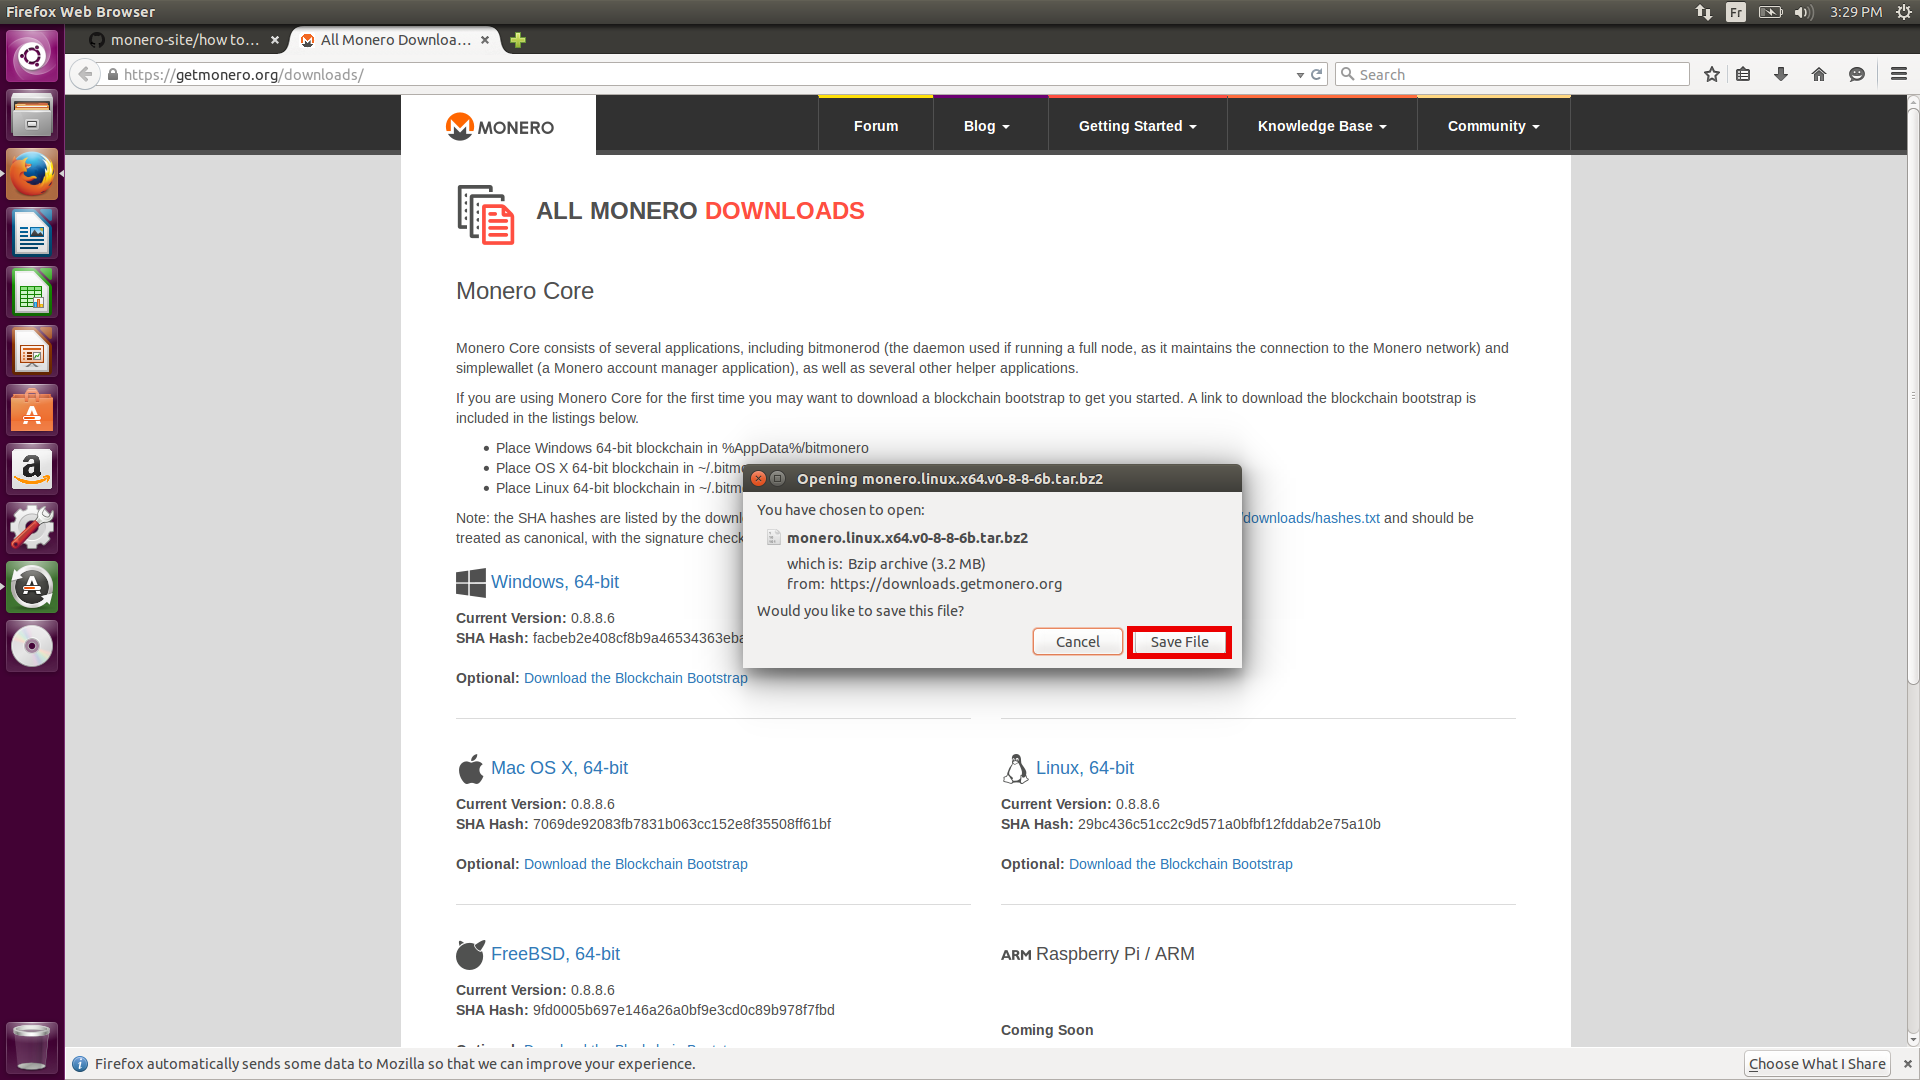 Firefox Web Browser
Fr
3:29 PM
monero-site/how to...
All Monero Downloa...
https://getmonero.org/downloads/
Search
MONERO
Forum
Blog
Getting Started
Knowledge Base
Community
ALL MONERO DOWNLOADS
Monero Core
Monero Core consists of several applications, including bitmonerod (the daemon used if running a full node, as it maintains the connection to the Monero network) and
simplewallet (a Monero account manager application), as well as several other helper applications.
If you are using Monero Core for the first time you may want to download a blockchain bootstrap to get you started. A link to download the blockchain bootstrap is
included in the listings below.
Place Windows 64-bit blockchain in %AppData%/bitmonero
Place OS X 64-bit blockchain in ~/.bitm
Place Linux 64-bit blockchain in ~/.bitm
Note: the SHA hashes are listed by the downl
/downloads/hashes.txt and should be
treated as canonical, with the signature check
Opening monero.linux.x64.v0-8-8-6b.tar.bz2
You have chosen to open:
monero.linux.x64.v0-8-8-6b.tar.bz2
which is: Bzip archive (3.2 MB)
from: https://downloads.getmonero.org
Would you like to save this file?
Cancel
Save File
Windows, 64-bit
Current Version: 0.8.8.6
SHA Hash: facbeb2e408cf8b9a46534363eba
Optional: Download the Blockchain Bootstrap
Mac OS X, 64-bit
Current Version: 0.8.8.6
SHA Hash: 7069de92083fb7831b063cc152e8f35508ff61bf
Optional: Download the Blockchain Bootstrap
Linux, 64-bit
Current Version: 0.8.8.6
SHA Hash: 29bc436c51cc2c9d571a0bfbf12fddab2e75a10b
Optional: Download the Blockchain Bootstrap
FreeBSD, 64-bit
Current Version: 0.8.8.6
SHA Hash: 9fd0005b697e146a26a0bf9e3cd0c89b978f7fbd
ARM Raspberry Pi / ARM
Coming Soon
Firefox automatically sends some data to Mozilla so that we can improve your experience.
Choose What I Share